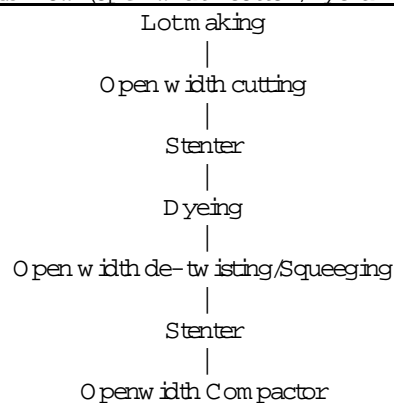 Lotmaking
|
Open width cutting
|
Stenter
|
Dyeing
|
Open width de-twisting/Squeeging
|
Stenter
|
Openwidth Compactor